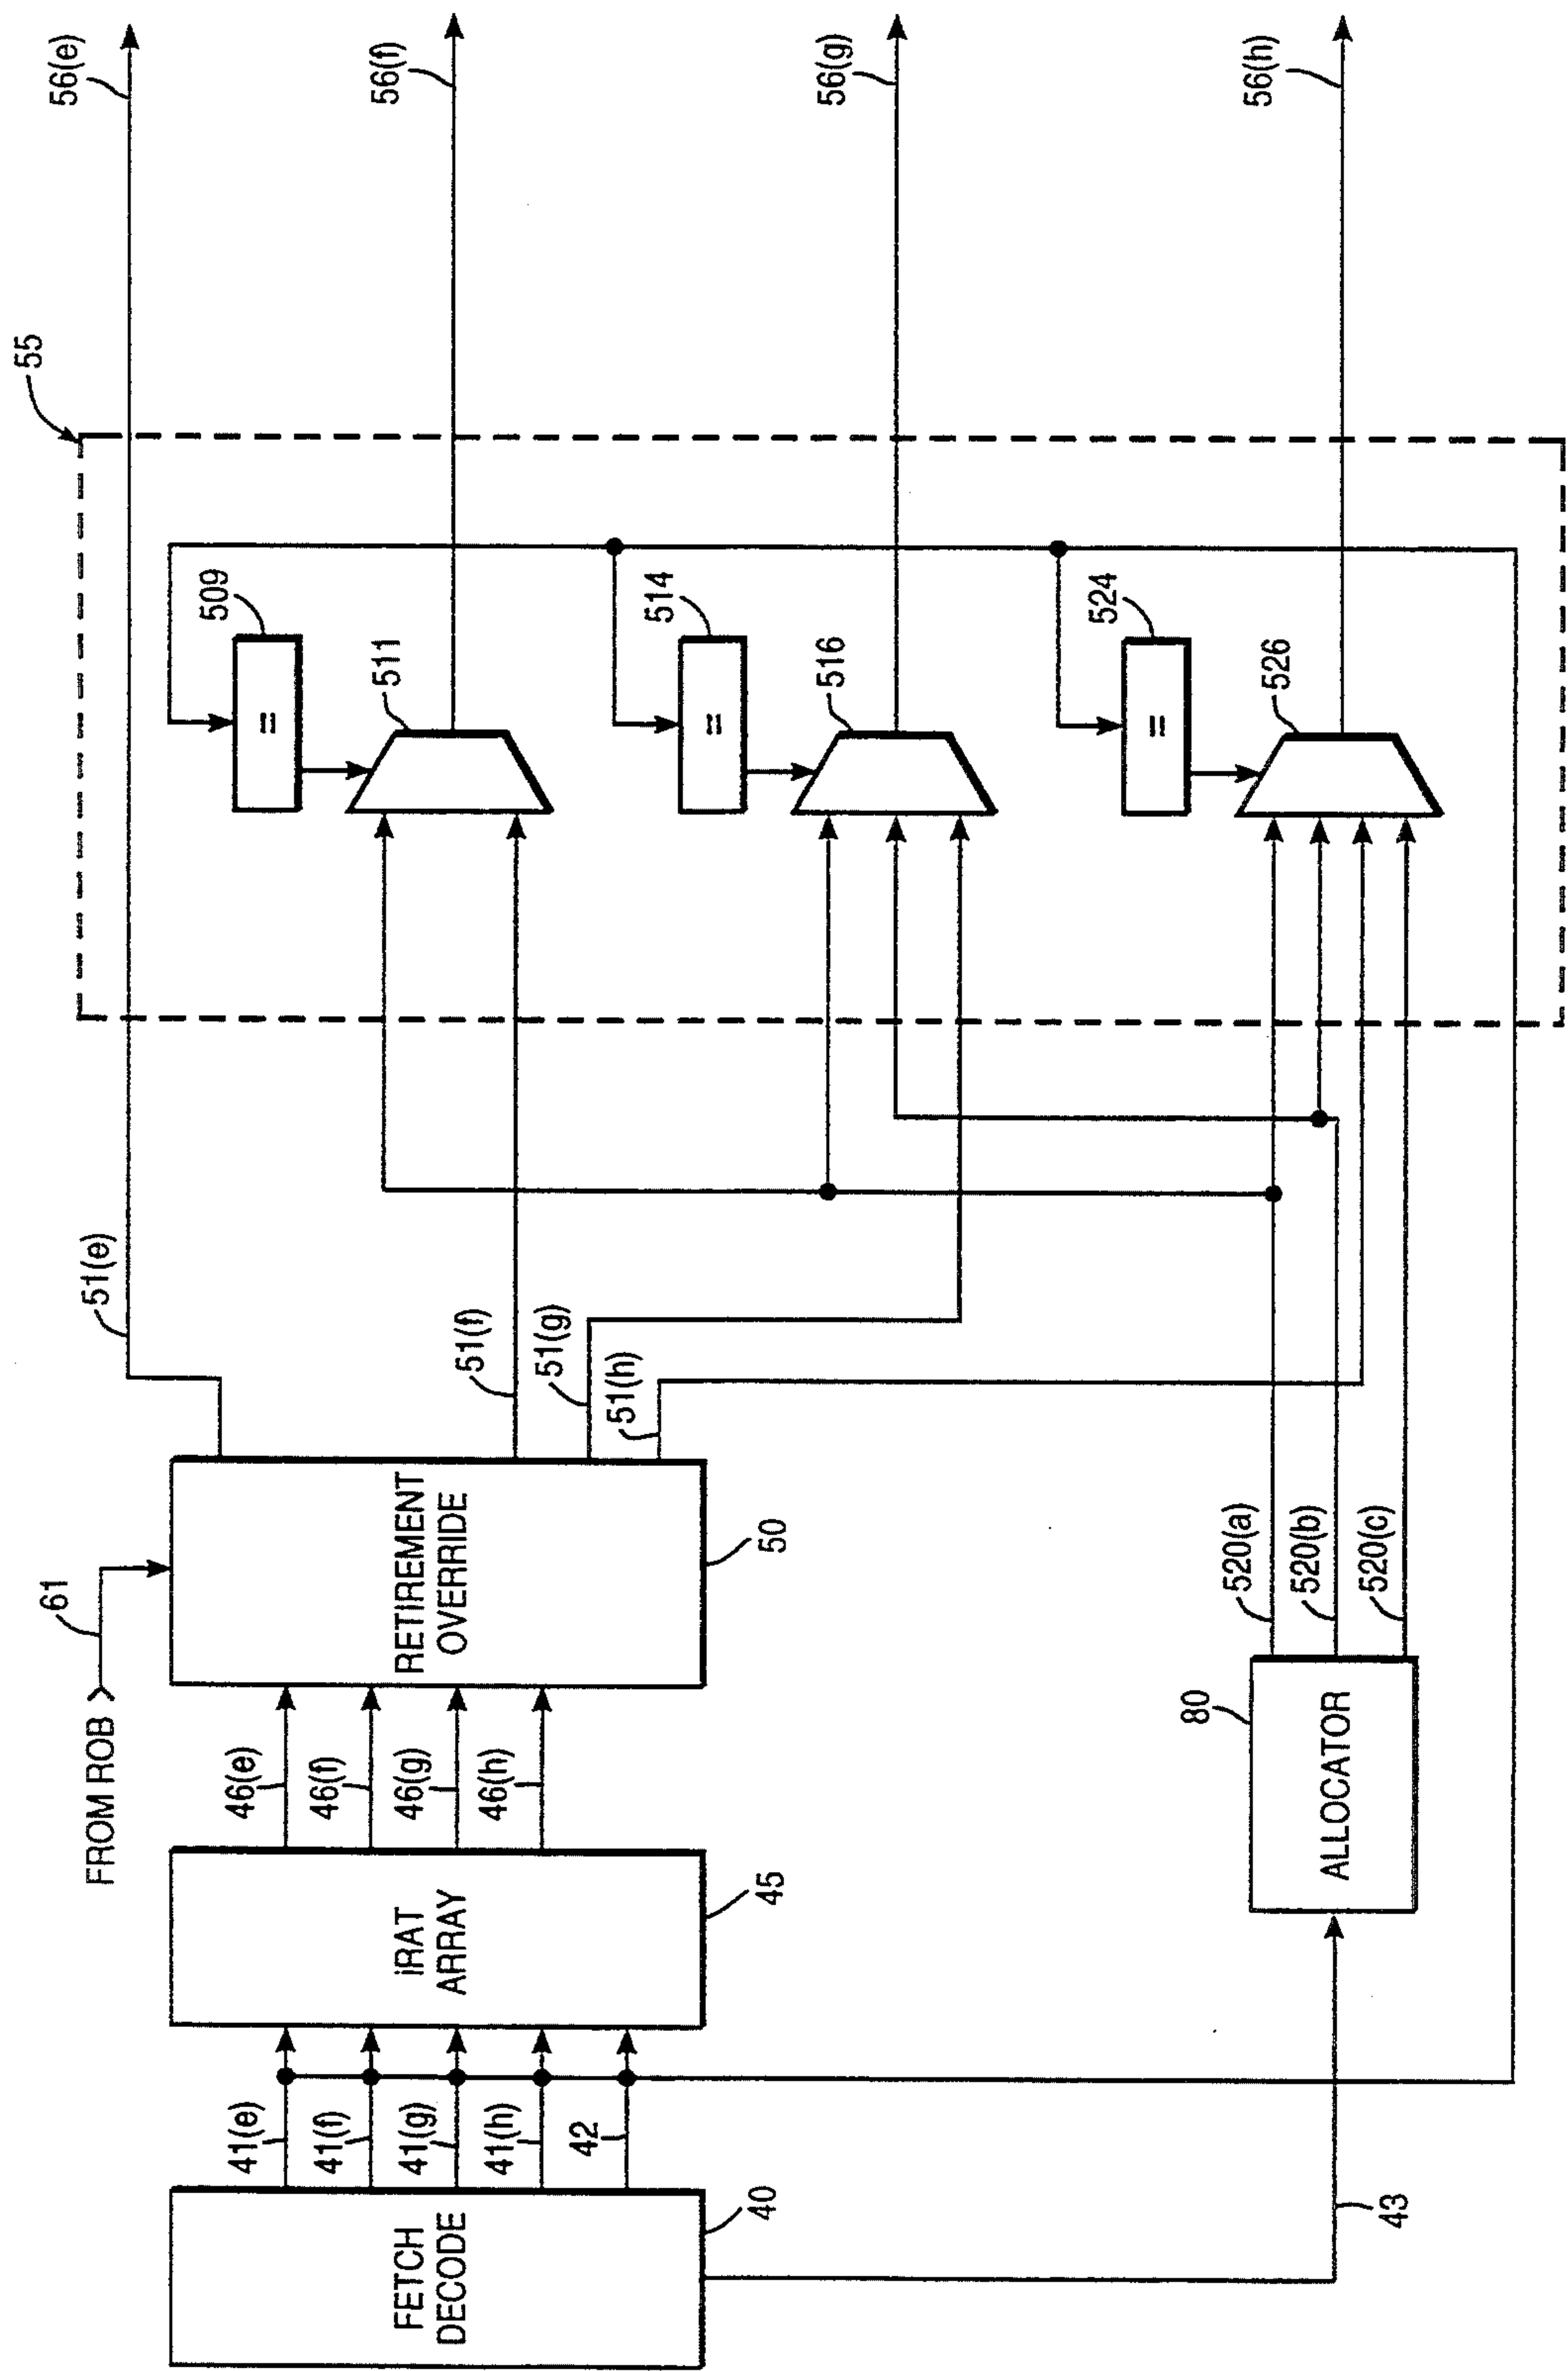 56(e)
56(f)
56(g)
56(h)
55
509
=
511
514
=
516
524
=
526
51(e)
51(f)
51(g)
51(h)
61
FROM ROB
RETIREMENT
OVERRIDE
50
520(a)
520(b)
520(c)
46(e)
46(f)
46(g)
46(h)
iRAT
ARRAY
45
80
ALLOCATOR
41(e)
41(f)
41(g)
41(h)
42
FETCH
DECODE
40
43